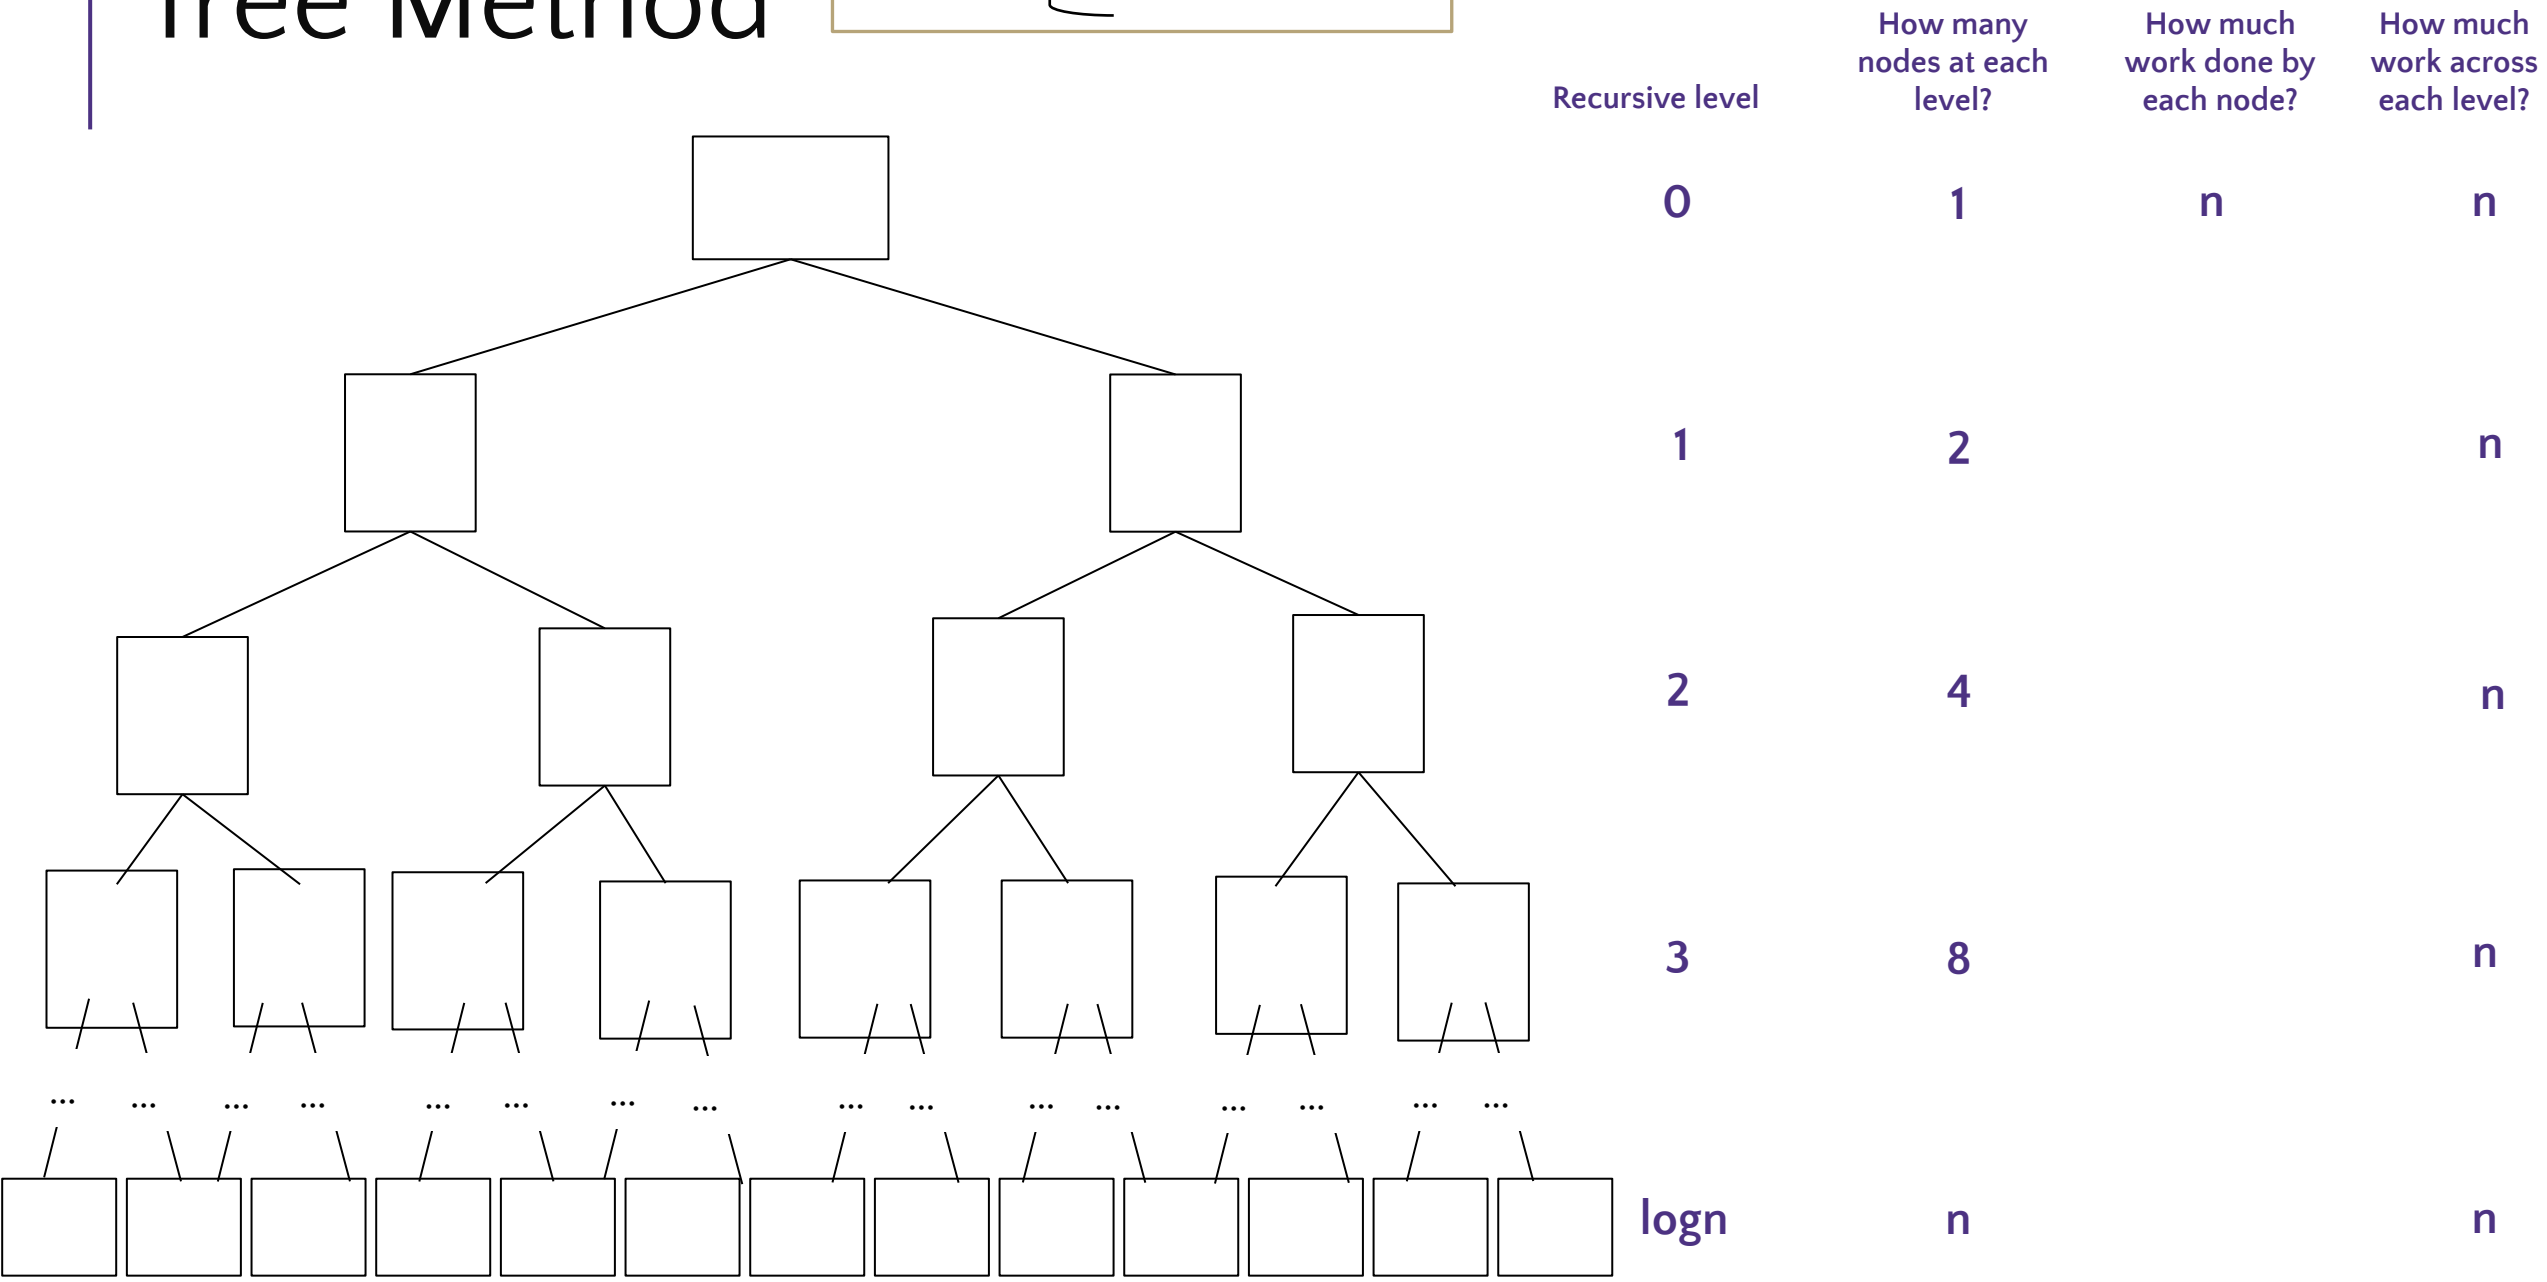 Tree Method
How many nodes at each level?
How much work done by each node?
How much work across each level?
Recursive level
0 1 n n
1 2 n
2 4 n
3 8 n
... ... ... ... ... ... ... ... ... ... ... ... ... ... ... ...
logn n n